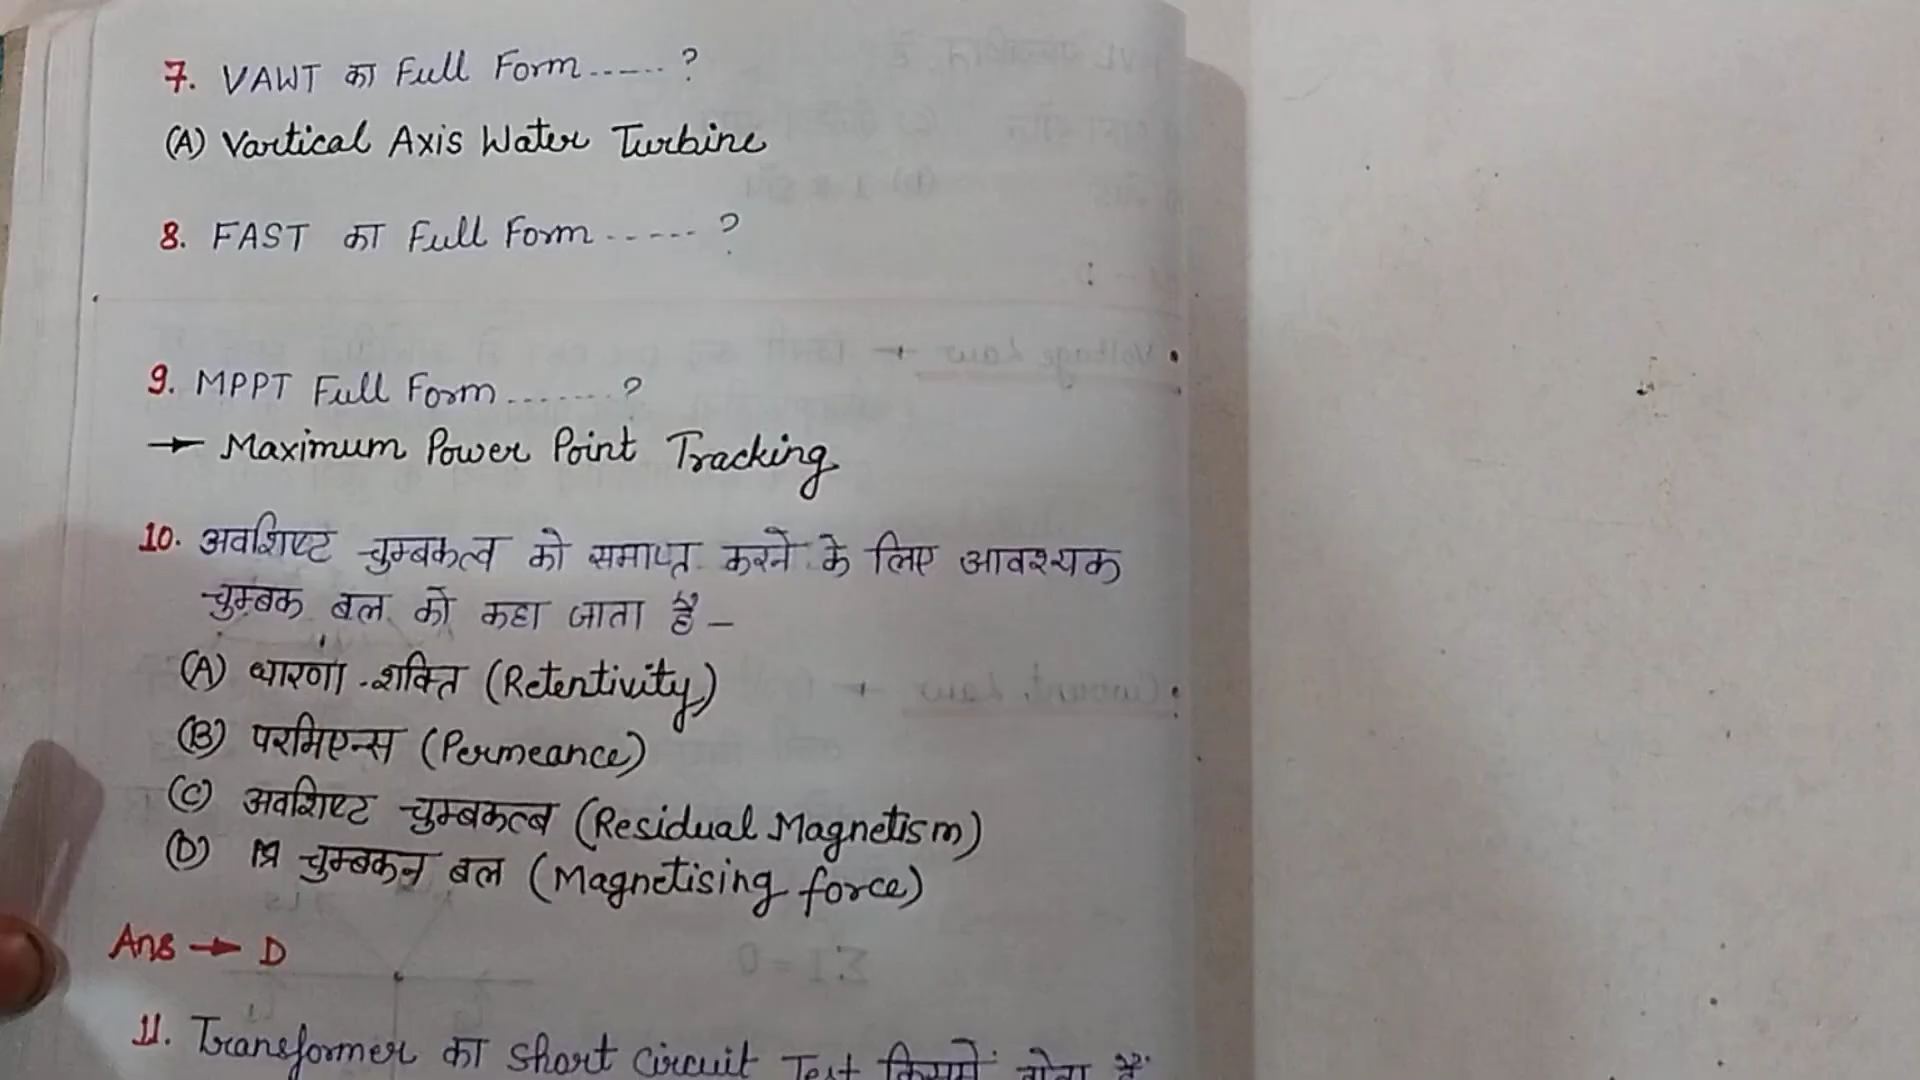 7. VAWT का Full Form ------ ?
(A) Vartical Axis Water Turbine
8. FAST का Full Form ----- ?
9. MPPT Full Form ------- ?
→ Maximum Power Point Tracking
10. अवशिष्ट चुम्बकत्व को समाप्त करने के लिए आवश्यक
चुम्बक बल को कहा जाता है –
(A) धारणा शक्ति (Retentivity)
(B) परमिएन्स (Permeance)
(C) अवशिष्ट चुम्बकत्ब (Residual Magnetism)
(D) चुम्बकन बल (Magnetising force)
Ans → D
11. Transformer का short circuit Test किसमें होता है